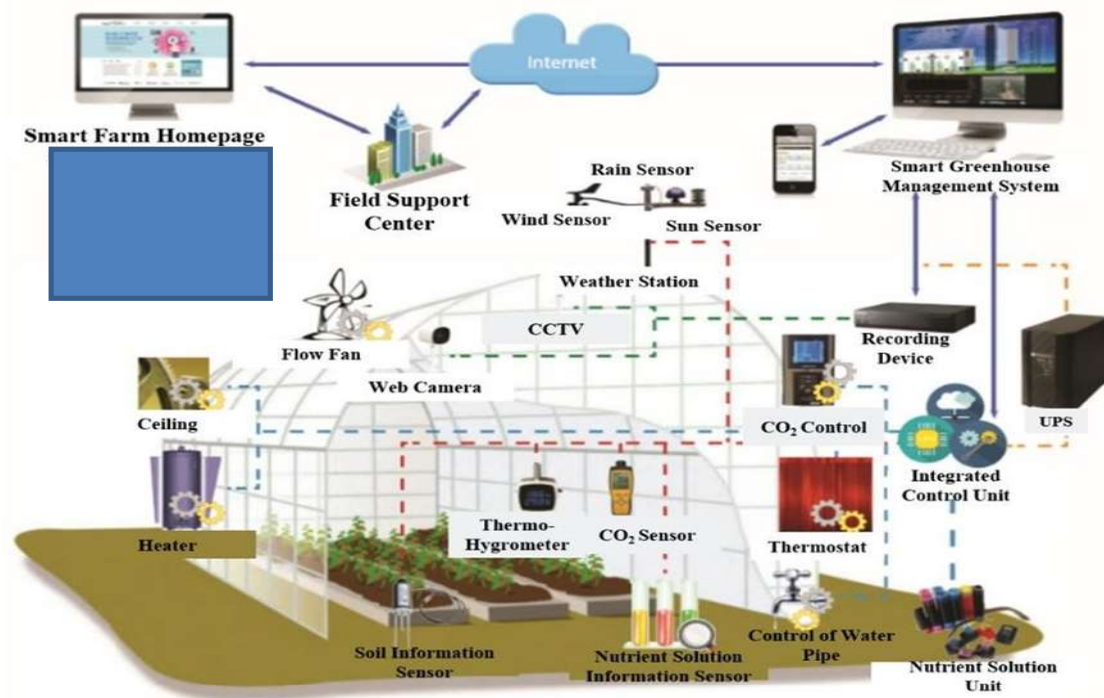 Internet
Smart Farm Homepage
Field Support
Center
Smart Greenhouse
Management System
Rain Sensor
Wind Sensor
Sun Sensor
Weather Station
CCTV
Flow Fan
Web Camera
Recording
Device
Ceiling
CO₂ Control
UPS
Integrated
Control Unit
Heater
Thermo-
Hygrometer
CO₂ Sensor
Thermostat
Soil Information
Sensor
Nutrient Solution
Information Sensor
Control of Water
Pipe
Nutrient Solution
Unit